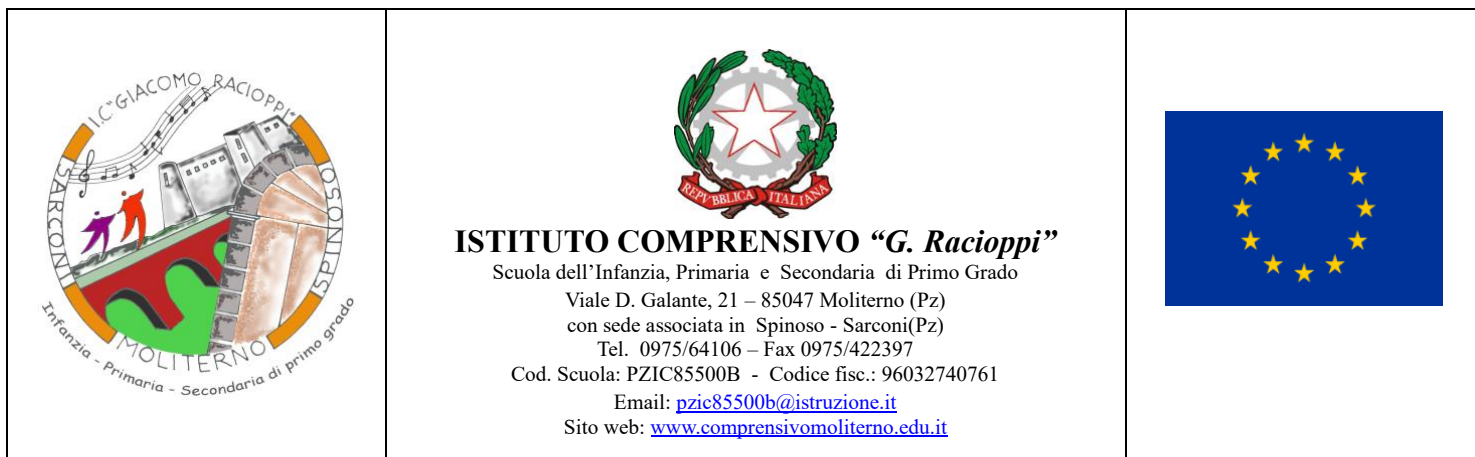 I.C."GIACOMO RACIOPPI"
SARCONI
SPINOSO
MOLITERNO
Infanzia - Primaria - Secondaria di primo grado
REPVBBLICA ITALIANA
ISTITUTO COMPRENSIVO “G. Racioppi”
Scuola dell’Infanzia, Primaria e Secondaria di Primo Grado
Viale D. Galante, 21 – 85047 Moliterno (Pz)
con sede associata in Spinoso - Sarconi(Pz)
Tel. 0975/64106 – Fax 0975/422397
Cod. Scuola: PZIC85500B - Codice fisc.: 96032740761
Email: pzic85500b@istruzione.it
Sito web: www.comprensivomoliterno.edu.it